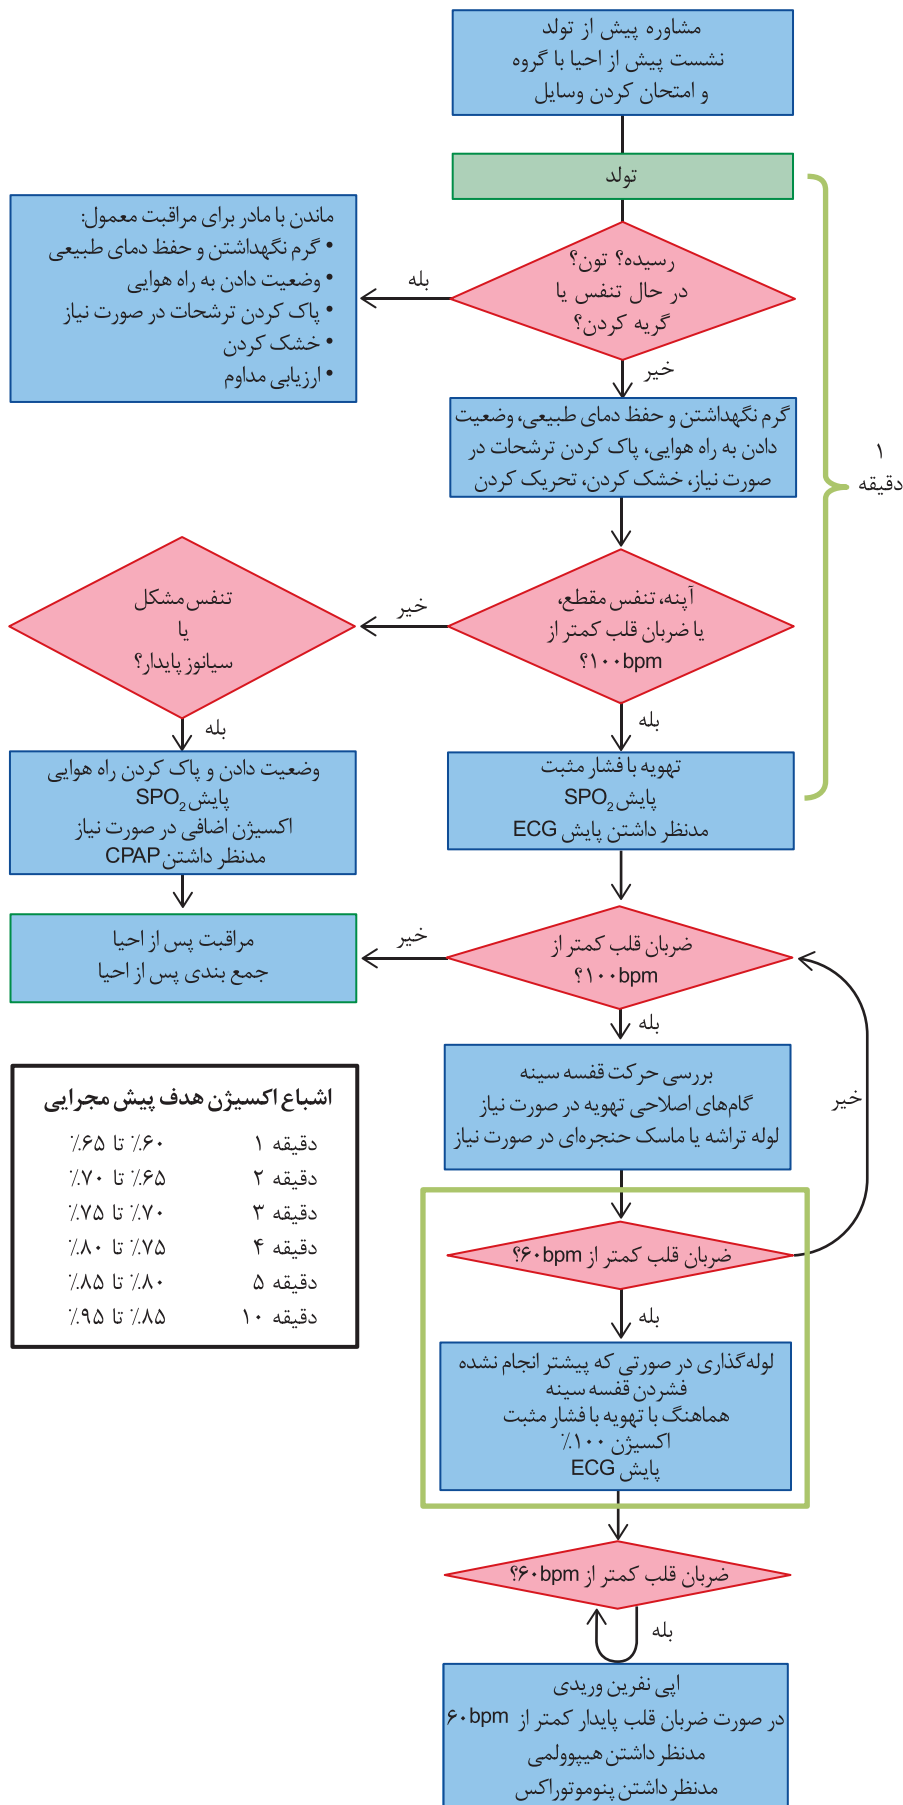 مشاوره پیش از تولد
نشست پیش از احیا با گروه
و امتحان کردن وسایل
تولد
رسیده؟ تون؟
در حال تنفس یا
گریه کردن؟
بله
ماندن با مادر برای مراقبت معمول:
• گرم نگهداشتن و حفظ دمای طبیعی
• وضعیت دادن به راه هوایی
• پاک کردن ترشحات در صورت نیاز
• خشک کردن
• ارزیابی مداوم
خیر
گرم نگهداشتن و حفظ دمای طبیعی، وضعیت
دادن به راه هوایی، پاک کردن ترشحات در
صورت نیاز، خشک کردن، تحریک کردن
۱
دقیقه
آپنه، تنفس مقطع،
یا ضربان قلب کمتر از
۱۰۰bpm؟
خیر
تنفس مشکل
یا
سیانوز پایدار؟
بله
وضعیت دادن و پاک کردن راه هوایی
پایش SPO₂
اکسیژن اضافی در صورت نیاز
مدنظر داشتن CPAP
بله
تهویه با فشار مثبت
پایش SPO₂
مدنظر داشتن پایش ECG
ضربان قلب کمتر از
۱۰۰bpm؟
خیر
مراقبت پس از احیا
جمع بندی پس از احیا
بله
بررسی حرکت قفسه سینه
گام‌های اصلاحی تهویه در صورت نیاز
لوله تراشه یا ماسک حنجره‌ای در صورت نیاز
خیر
ضربان قلب کمتر از ۶۰bpm؟
بله
لوله‌گذاری در صورتی که پیشتر انجام نشده
فشردن قفسه سینه
هماهنگ با تهویه با فشار مثبت
اکسیژن ۱۰۰٪
پایش ECG
ضربان قلب کمتر از ۶۰bpm؟
بله
اپی نفرین وریدی
در صورت ضربان قلب پایدار کمتر از ۶۰bpm
مدنظر داشتن هیپوولمی
مدنظر داشتن پنوموتوراکس
اشباع اکسیژن هدف پیش مجرایی
دقیقه ۱ ۶۰٪ تا ۶۵٪
دقیقه ۲ ۶۵٪ تا ۷۰٪
دقیقه ۳ ۷۰٪ تا ۷۵٪
دقیقه ۴ ۷۵٪ تا ۸۰٪
دقیقه ۵ ۸۰٪ تا ۸۵٪
دقیقه ۱۰ ۸۵٪ تا ۹۵٪